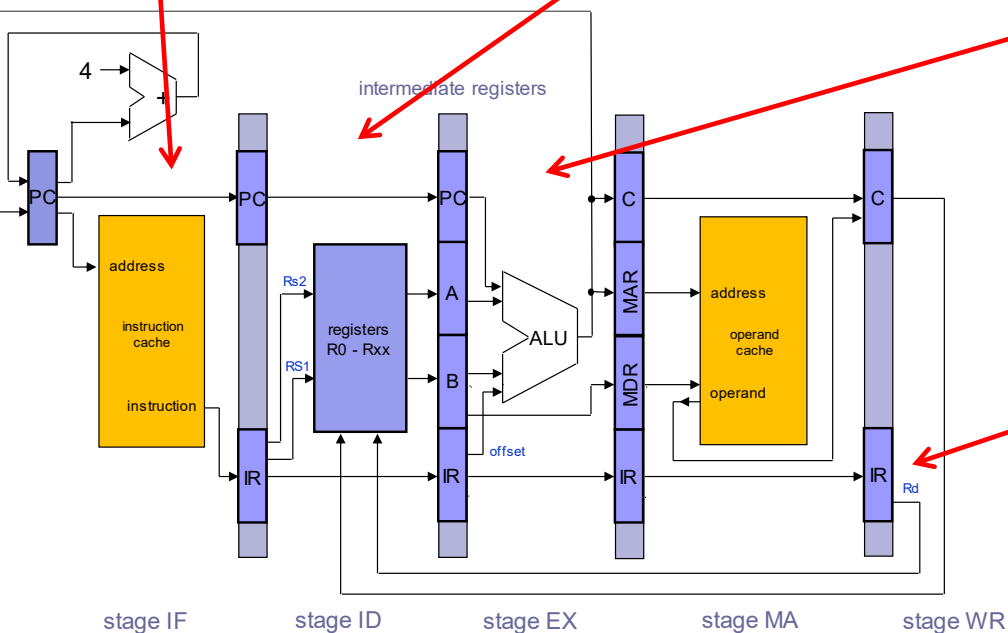 4
+
intermediate registers
PC
PC
PC
C
C
address
instruction
cache
instruction
Rs2
RS1
registers
R0 - Rxx
A
B
ALU
MAR
MDR
address
operand
cache
operand
IR
IR
offset
IR
IR
Rd
stage IF
stage ID
stage EX
stage MA
stage WR